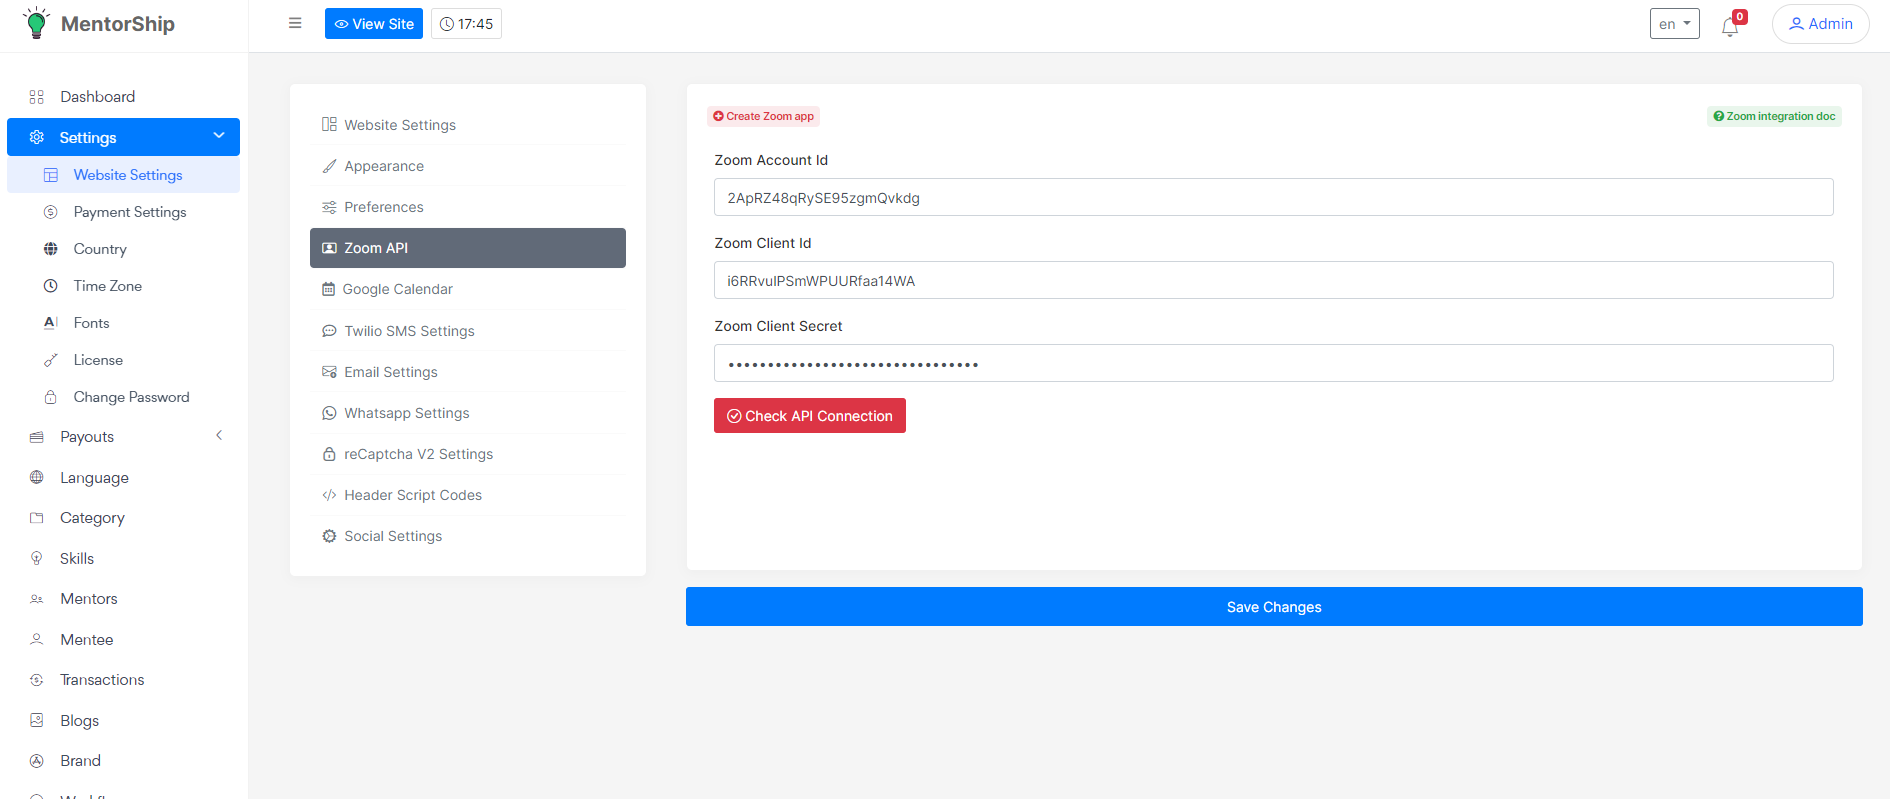 MentorShip
View Site
17:45
en
0
Admin
Dashboard
Settings
Website Settings
Payment Settings
Country
Time Zone
Fonts
License
Change Password
Payouts
Language
Category
Skills
Mentors
Mentee
Transactions
Blogs
Brand
Website Settings
Appearance
Preferences
Zoom API
Google Calendar
Twilio SMS Settings
Email Settings
Whatsapp Settings
reCaptcha V2 Settings
Header Script Codes
Social Settings
Create Zoom app
Zoom integration doc
Zoom Account Id
2ApRZ48qRySE95zgmQvkdg
Zoom Client Id
i6RRvulPSmWPUURfaa14WA
Zoom Client Secret
••••••••••••••••••••••••••••••••
Check API Connection
Save Changes